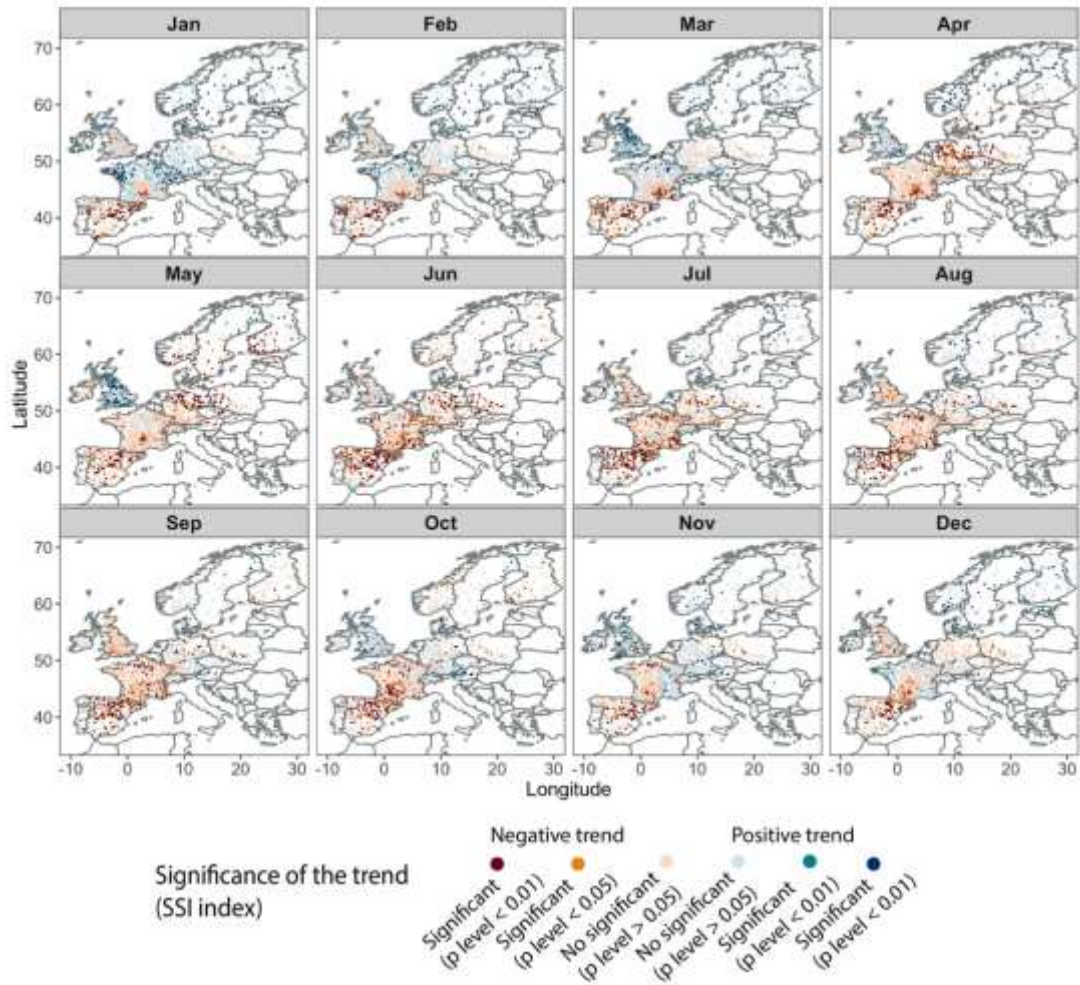 Jan Feb Mar Apr
70
60
50
40
May Jun Jul Aug
70
60
50
40
Sep Oct Nov Dec
70
60
50
40
-10 0 10 20 30 -10 0 10 20 30 -10 0 10 20 30 -10 0 10 20 30
Latitude
Longitude
Negative trend Positive trend
Significance of the trend
(SSI index)
Significant
(p level < 0.01)
Significant
(p level < 0.05)
No significant
(p level > 0.05)
No significant
(p level > 0.05)
Significant
(p level < 0.01)
Significant
(p level < 0.01)